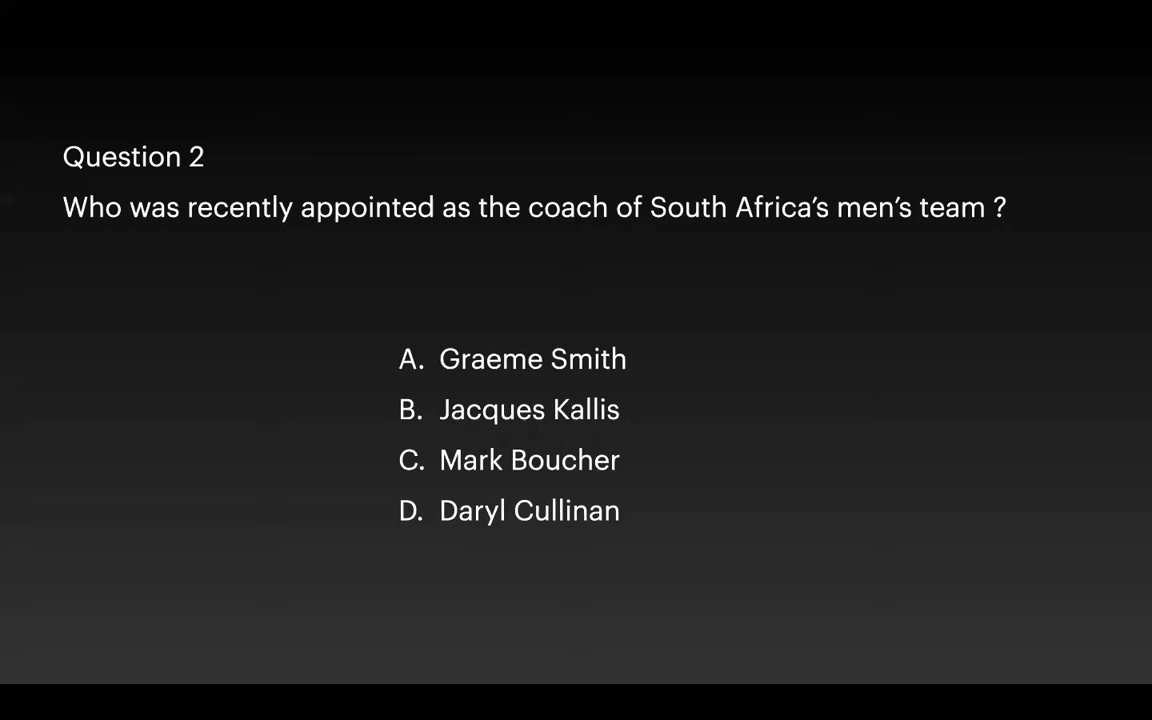 Question 2
Who was recently appointed as the coach of South Africa’s men’s team ?
A. Graeme Smith
B. Jacques Kallis
C. Mark Boucher
D. Daryl Cullinan